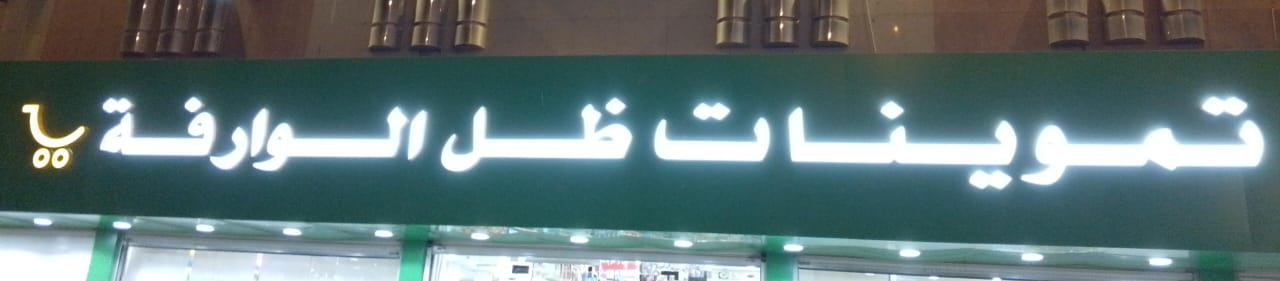 تموينات ظل الوارفة